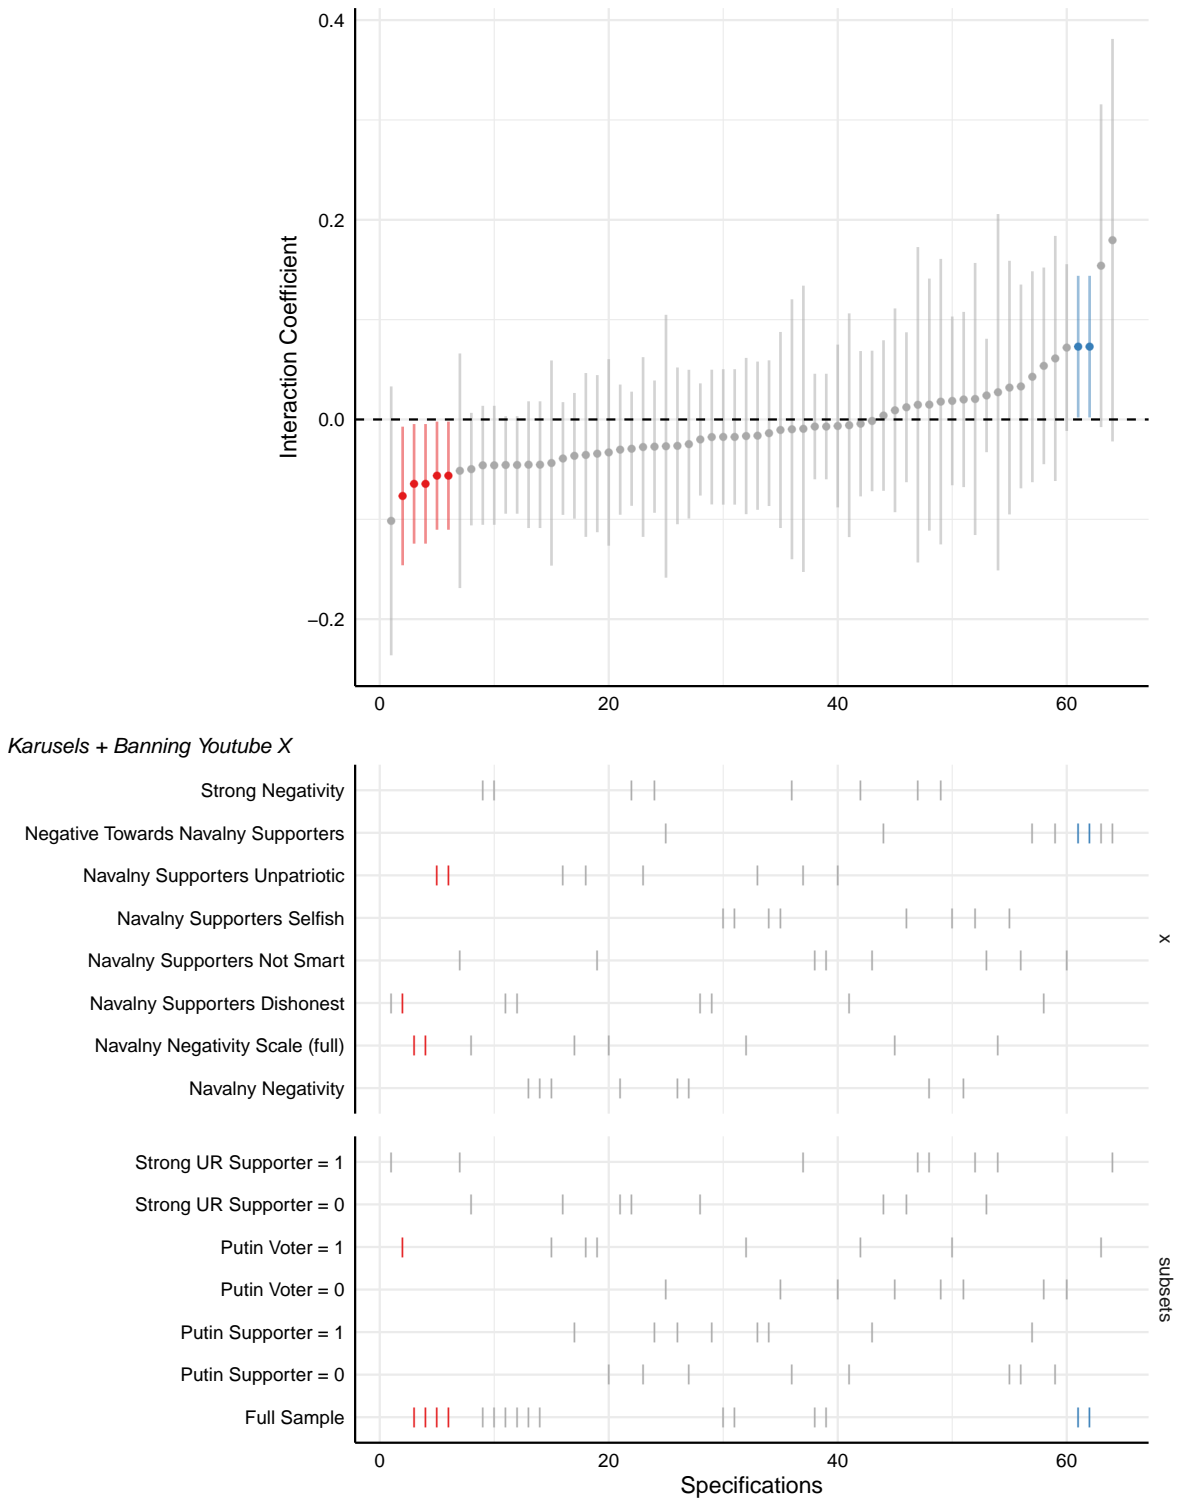 0.4
0.2
0.0
−0.2
Interaction Coefficient
0 20 40 60
Karusels + Banning Youtube X
Strong Negativity
Negative Towards Navalny Supporters
Navalny Supporters Unpatriotic
Navalny Supporters Selfish
Navalny Supporters Not Smart
Navalny Supporters Dishonest
Navalny Negativity Scale (full)
Navalny Negativity
x
Strong UR Supporter = 1
Strong UR Supporter = 0
Putin Voter = 1
Putin Voter = 0
Putin Supporter = 1
Putin Supporter = 0
Full Sample
subsets
0 20 40 60
Specifications